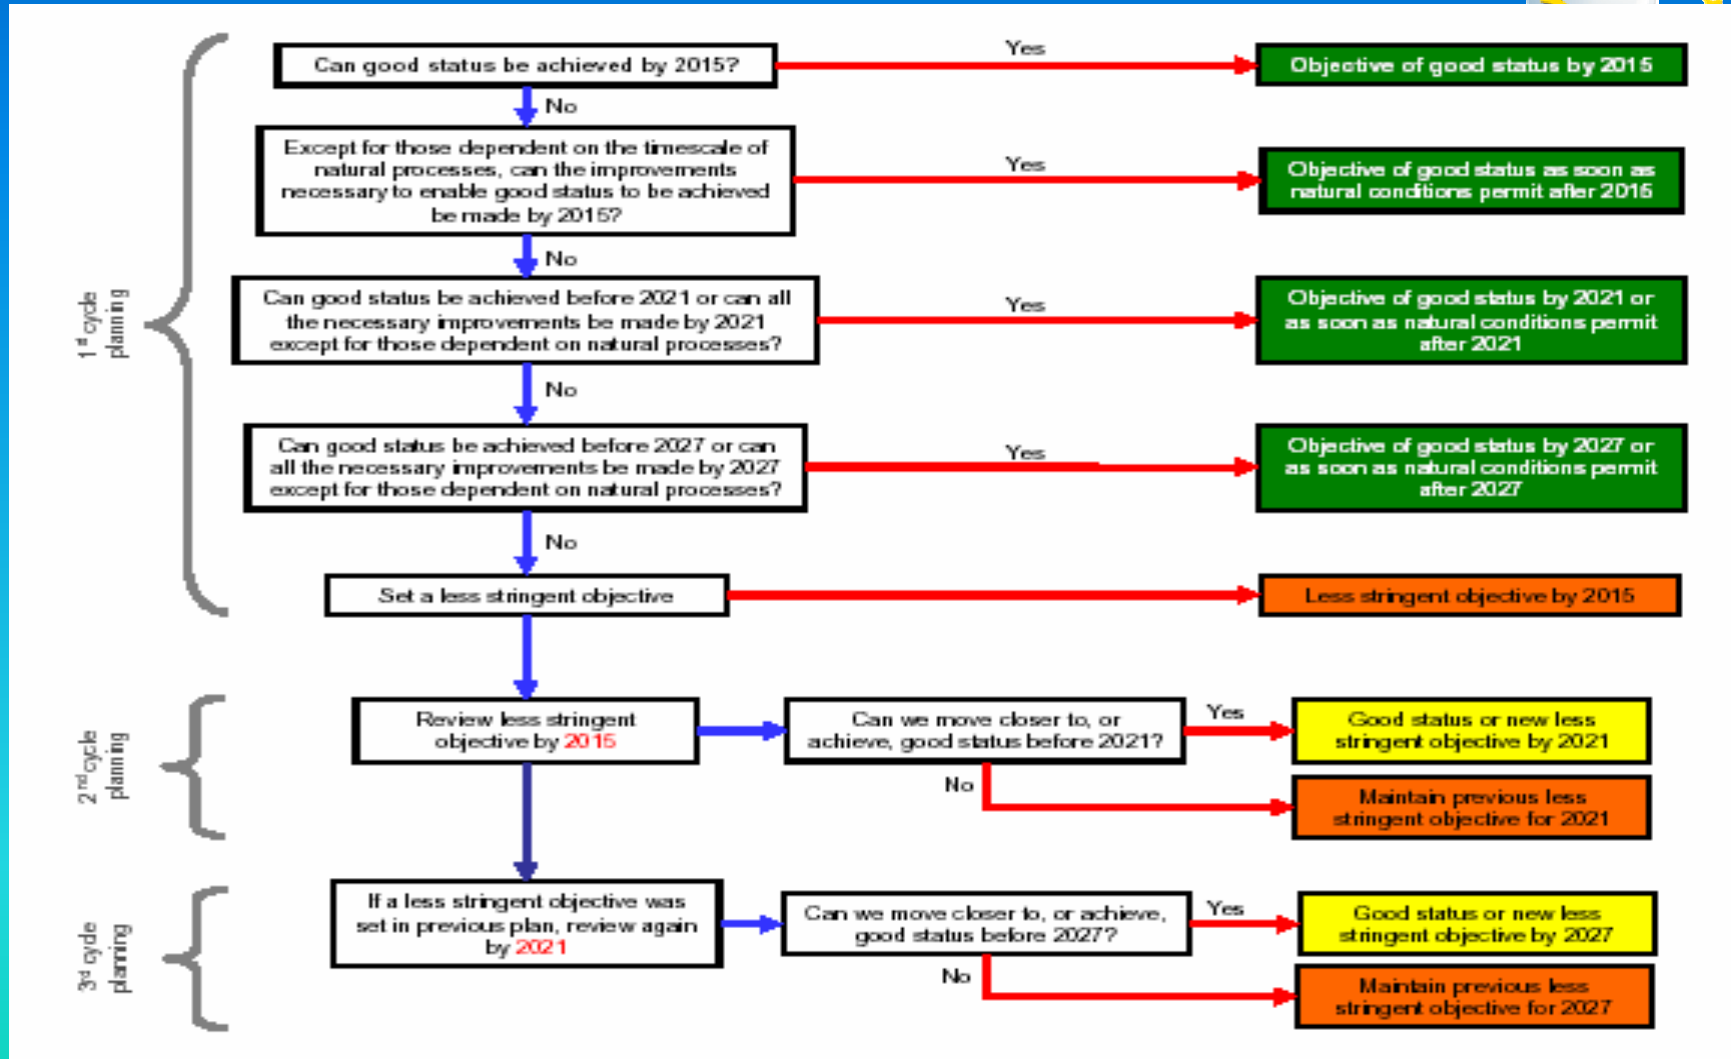 Can good status be achieved by 2015?
Yes
Objective of good status by 2015
No
Except for those dependent on the timescale of
natural processes, can the improvements
necessary to enable good status to be achieved
be made by 2015?
Yes
Objective of good status as soon as
natural conditions permit after 2015
No
Can good status be achieved before 2021 or can all
the necessary improvements be made by 2021
except for those dependent on natural processes?
Yes
Objective of good status by 2021 or
as soon as natural conditions permit
after 2021
1st cycle
planning
No
Can good status be achieved before 2027 or can
all the necessary improvements be made by 2027
except for those dependent on natural processes?
Yes
Objective of good status by 2027 or
as soon as natural conditions permit
after 2027
No
Set a less stringent objective
Less stringent objective by 2015
2nd cycle
planning
Review less stringent
objective by 2015
Can we move closer to, or
achieve, good status before 2021?
Yes
Good status or new less
stringent objective by 2021
No
Maintain previous less
stringent objective for 2021
3rd cycle
planning
If a less stringent objective was
set in previous plan, review again
by 2021
Can we move closer to, or achieve,
good status before 2027?
Yes
Good status or new less
stringent objective by 2027
No
Maintain previous less
stringent objective for 2027